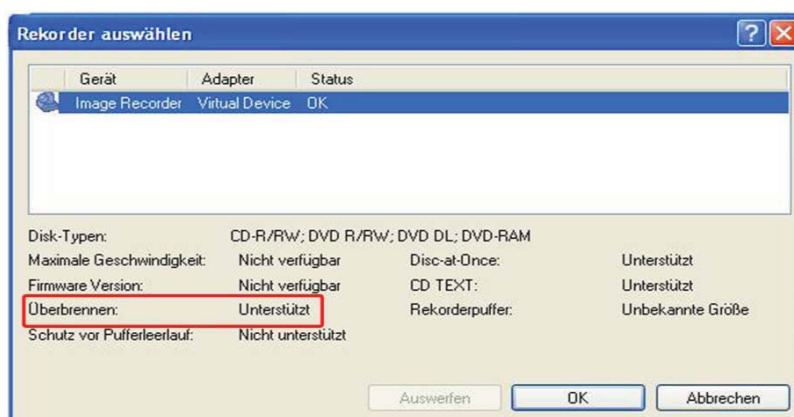 Rekorder auswählen
Gerät Adapter Status
Image Recorder Virtual Device OK
Disk-Typen: CD-R/RW; DVD R/RW; DVD DL; DVD-RAM
Maximale Geschwindigkeit: Nicht verfügbar Disc-at-Once: Unterstützt
Firmware Version: Nicht verfügbar CD TEXT: Unterstützt
Überbrennen: Unterstützt Rekorderpuffer: Unbekannte Größe
Schutz vor Pufferleerlauf: Nicht unterstützt
Auswerfen OK Abbrechen